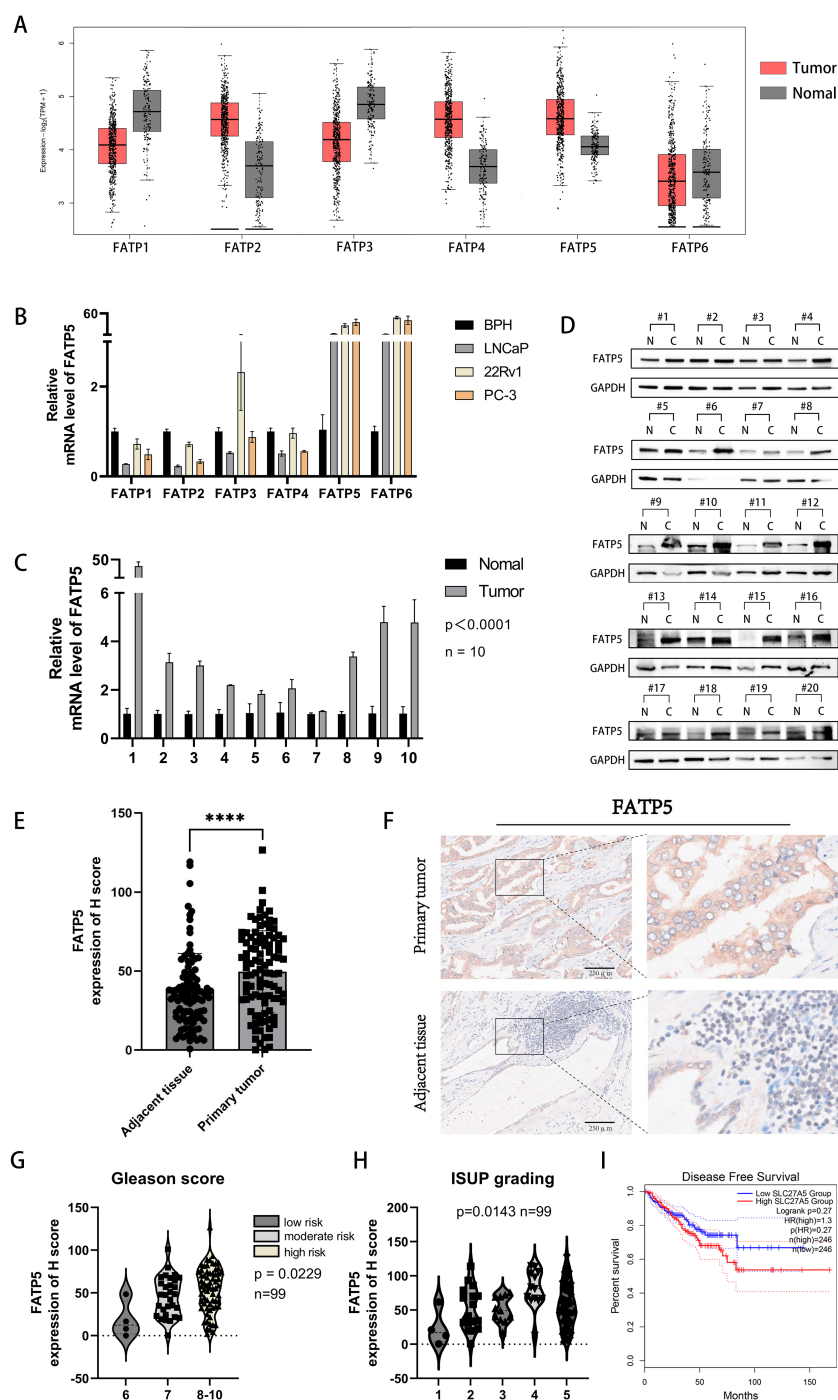 A
Expression – log₂(TPM + 1)
6
5
4
3
FATP1 FATP2 FATP3 FATP4 FATP5 FATP6
Tumor
Nomal
B
Relative
mRNA level of FATP5
60
2
0
FATP1 FATP2 FATP3 FATP4 FATP5 FATP6
BPH
LNCaP
22Rv1
PC-3
C
Relative
mRNA level of FATP5
50
6
4
2
0
1 2 3 4 5 6 7 8 9 10
Nomal
Tumor
p<0.0001
n = 10
D
#1 #2 #3 #4
N C N C N C N C
FATP5
GAPDH
#5 #6 #7 #8
N C N C N C N C
FATP5
GAPDH
#9 #10 #11 #12
N C N C N C N C
FATP5
GAPDH
#13 #14 #15 #16
N C N C N C N C
FATP5
GAPDH
#17 #18 #19 #20
N C N C N C N C
FATP5
GAPDH
E
FATP5
expression of H score
150
100
50
0
****
Adjacent tissue
Primary tumor
F
FATP5
Primary tumor
250 μm
Adjacent tissue
250 μm
G
Gleason score
FATP5
expression of H score
150
100
50
0
-50
6 7 8-10
low risk
moderate risk
high risk
p = 0.0229
n=99
H
ISUP grading
FATP5
expression of H score
200
150
100
50
0
-50
p=0.0143 n=99
1 2 3 4 5
I
Disease Free Survival
Percent survival
1.0
0.8
0.6
0.4
0.2
0.0
0 50 100 150
Months
Low SLC27A5 Group
High SLC27A5 Group
Logrank p=0.27
HR(high)=1.3
p(HR)=0.27
n(high)=246
n(low)=246